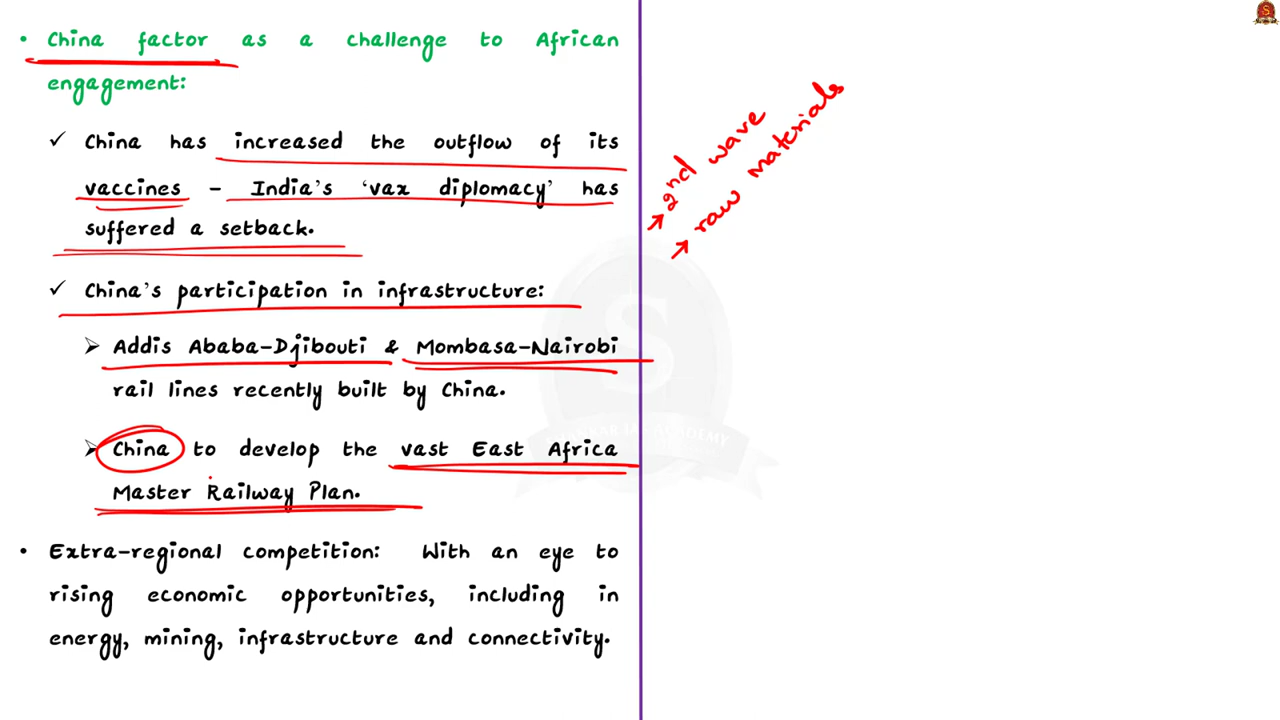 • China factor as a challenge to African
engagement:
✓ China has increased the outflow of its
vaccines - India's 'vax diplomacy' has
suffered a setback.
✓ China's participation in infrastructure:
➢ Addis Ababa-Djibouti & Mombasa-Nairobi
rail lines recently built by China.
➢ China to develop the vast East Africa
Master Railway Plan.
• Extra-regional competition: With an eye to
rising economic opportunities, including in
energy, mining, infrastructure and connectivity.
→ 2nd wave
→ raw materials